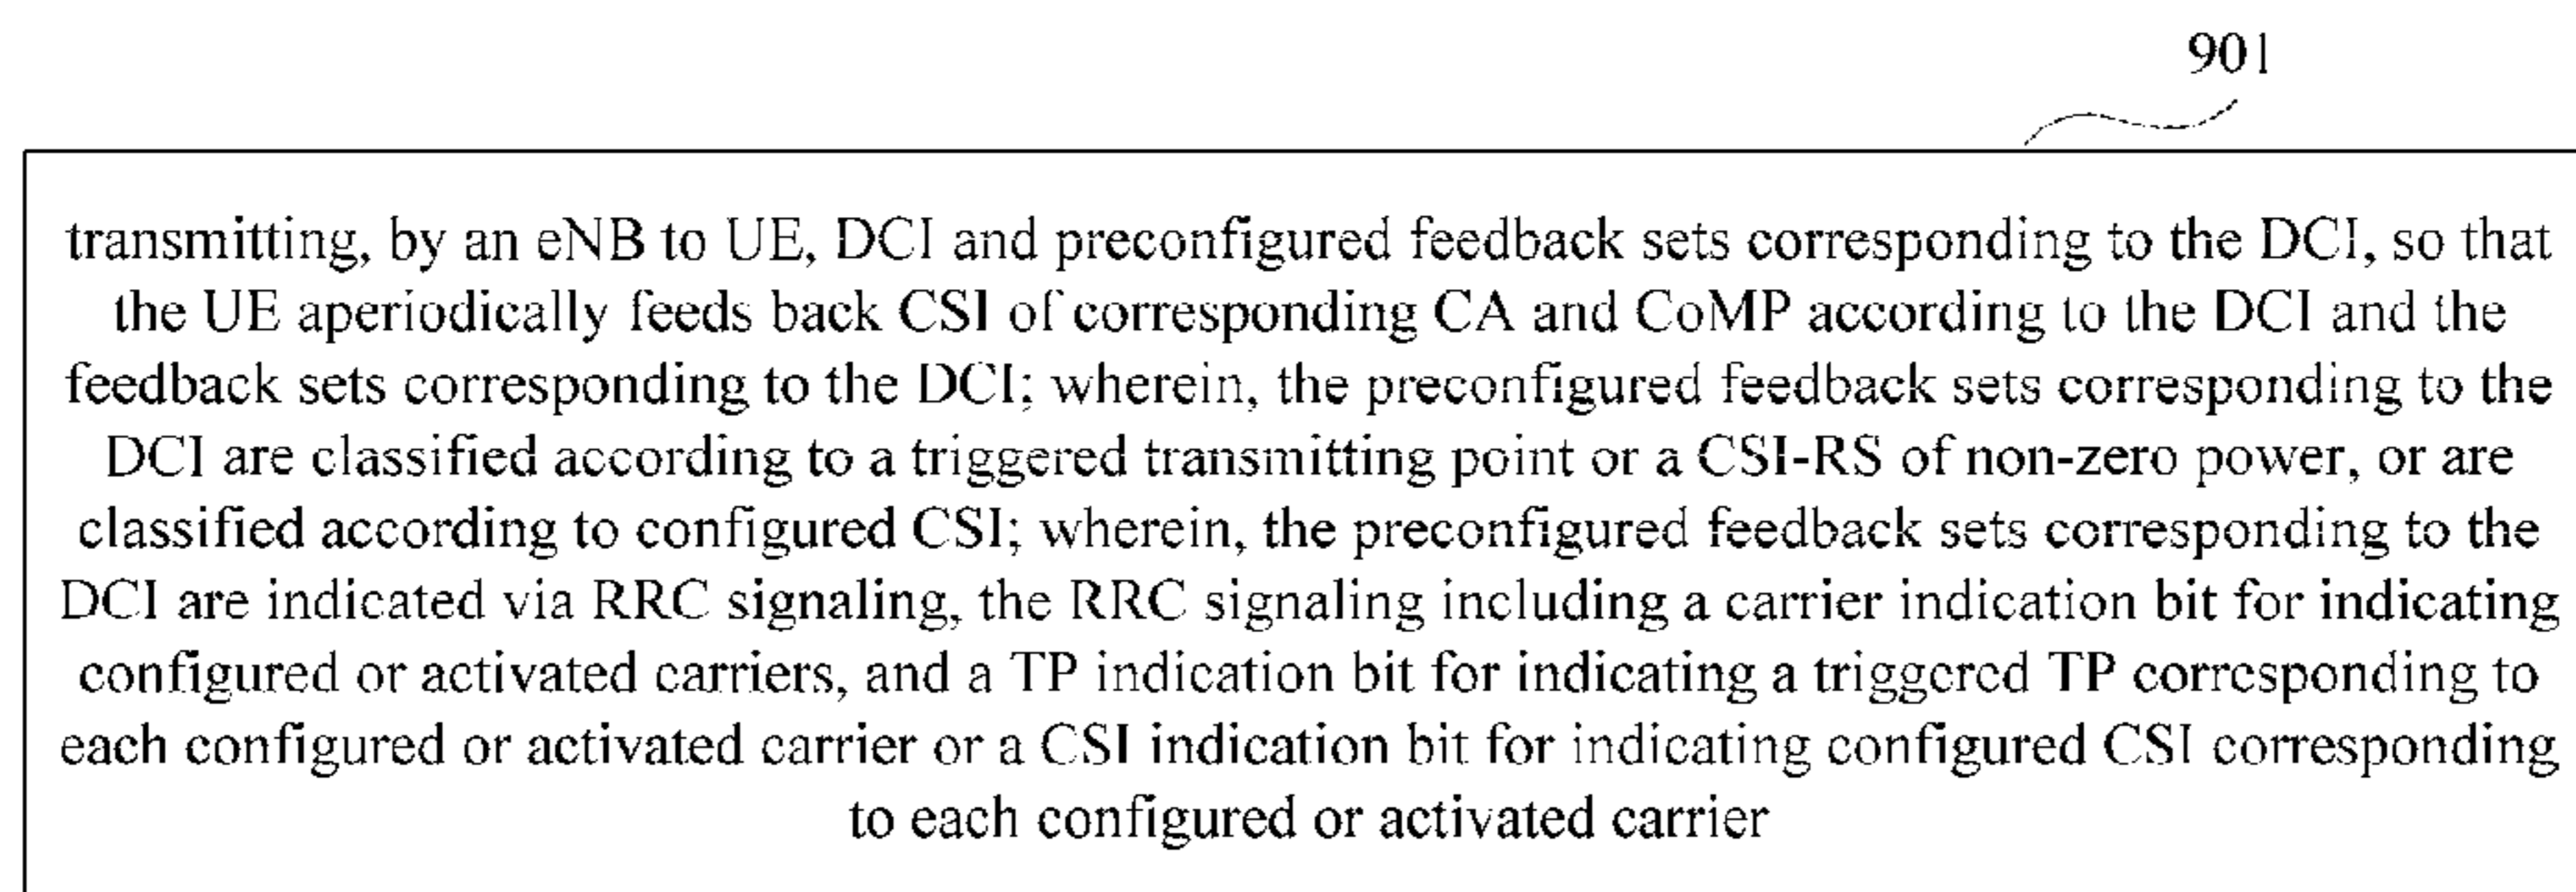 901
transmitting, by an eNB to UE, DCI and preconfigured feedback sets corresponding to the DCI, so that
the UE aperiodically feeds back CSI of corresponding CA and CoMP according to the DCI and the
feedback sets corresponding to the DCI; wherein, the preconfigured feedback sets corresponding to the
DCI are classified according to a triggered transmitting point or a CSI-RS of non-zero power, or are
classified according to configured CSI; wherein, the preconfigured feedback sets corresponding to the
DCI are indicated via RRC signaling, the RRC signaling including a carrier indication bit for indicating
configured or activated carriers, and a TP indication bit for indicating a triggered TP corresponding to
each configured or activated carrier or a CSI indication bit for indicating configured CSI corresponding
to each configured or activated carrier